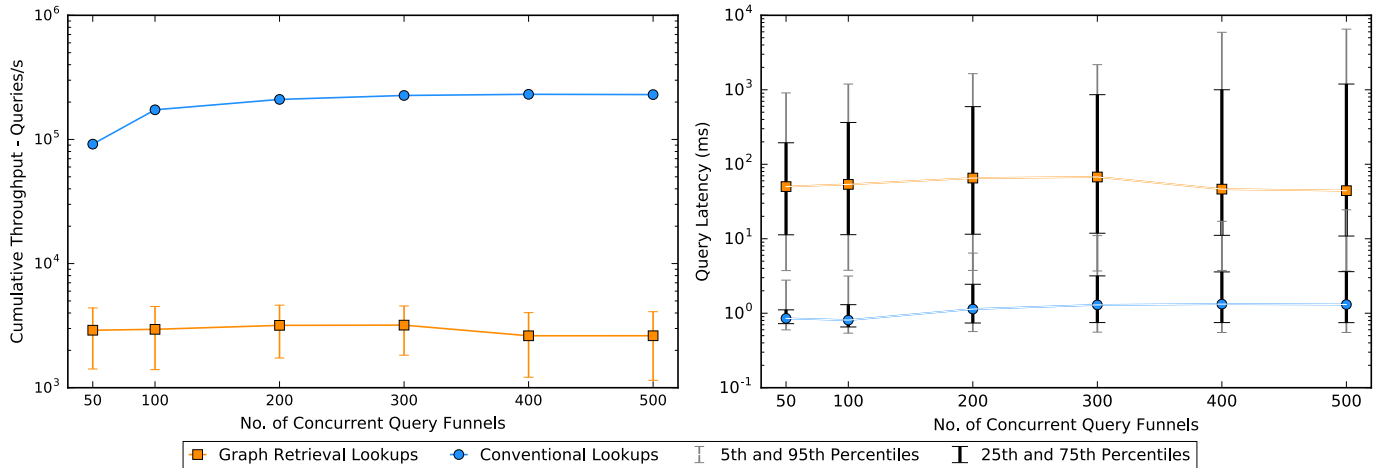 Cumulative Throughput - Queries/s
10^6
10^5
10^4
10^3
50 100 200 300 400 500
No. of Concurrent Query Funnels
Query Latency (ms)
10^4
10^3
10^2
10^1
10^0
10^-1
50 100 200 300 400 500
No. of Concurrent Query Funnels
Graph Retrieval Lookups Conventional Lookups 5th and 95th Percentiles 25th and 75th Percentiles